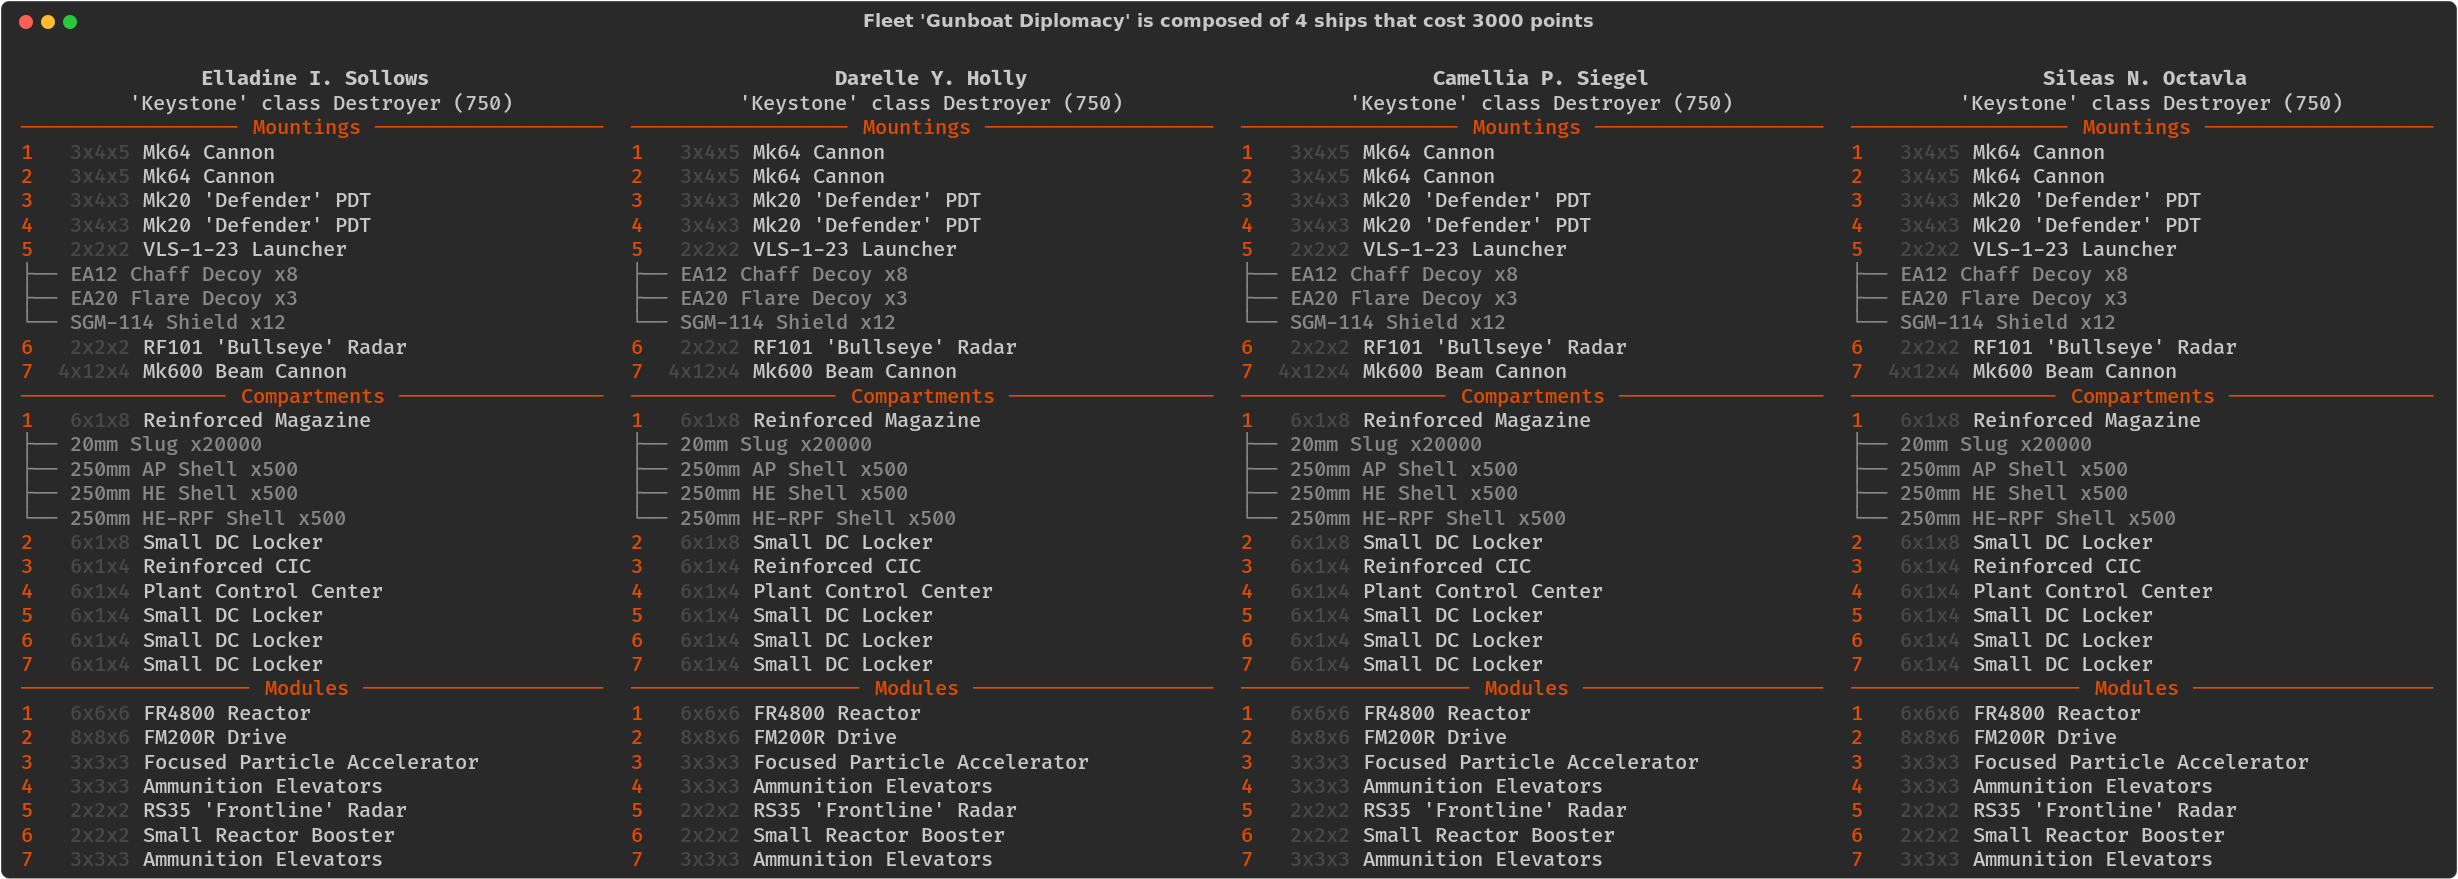 Fleet 'Gunboat Diplomacy' is composed of 4 ships that cost 3000 points
Elladine I. Sollows
'Keystone' class Destroyer (750)
Mountings
1 3x4x5 Mk64 Cannon
2 3x4x5 Mk64 Cannon
3 3x4x3 Mk20 'Defender' PDT
4 3x4x3 Mk20 'Defender' PDT
5 2x2x2 VLS-1-23 Launcher
EA12 Chaff Decoy x8
EA20 Flare Decoy x3
SGM-114 Shield x12
6 2x2x2 RF101 'Bullseye' Radar
7 4x12x4 Mk600 Beam Cannon
Compartments
1 6x1x8 Reinforced Magazine
20mm Slug x20000
250mm AP Shell x500
250mm HE Shell x500
250mm HE-RPF Shell x500
2 6x1x8 Small DC Locker
3 6x1x4 Reinforced CIC
4 6x1x4 Plant Control Center
5 6x1x4 Small DC Locker
6 6x1x4 Small DC Locker
7 6x1x4 Small DC Locker
Modules
1 6x6x6 FR4800 Reactor
2 8x8x6 FM200R Drive
3 3x3x3 Focused Particle Accelerator
4 3x3x3 Ammunition Elevators
5 2x2x2 RS35 'Frontline' Radar
6 2x2x2 Small Reactor Booster
7 3x3x3 Ammunition Elevators
Darelle Y. Holly
'Keystone' class Destroyer (750)
Mountings
1 3x4x5 Mk64 Cannon
2 3x4x5 Mk64 Cannon
3 3x4x3 Mk20 'Defender' PDT
4 3x4x3 Mk20 'Defender' PDT
5 2x2x2 VLS-1-23 Launcher
EA12 Chaff Decoy x8
EA20 Flare Decoy x3
SGM-114 Shield x12
6 2x2x2 RF101 'Bullseye' Radar
7 4x12x4 Mk600 Beam Cannon
Compartments
1 6x1x8 Reinforced Magazine
20mm Slug x20000
250mm AP Shell x500
250mm HE Shell x500
250mm HE-RPF Shell x500
2 6x1x8 Small DC Locker
3 6x1x4 Reinforced CIC
4 6x1x4 Plant Control Center
5 6x1x4 Small DC Locker
6 6x1x4 Small DC Locker
7 6x1x4 Small DC Locker
Modules
1 6x6x6 FR4800 Reactor
2 8x8x6 FM200R Drive
3 3x3x3 Focused Particle Accelerator
4 3x3x3 Ammunition Elevators
5 2x2x2 RS35 'Frontline' Radar
6 2x2x2 Small Reactor Booster
7 3x3x3 Ammunition Elevators
Camellia P. Siegel
'Keystone' class Destroyer (750)
Mountings
1 3x4x5 Mk64 Cannon
2 3x4x5 Mk64 Cannon
3 3x4x3 Mk20 'Defender' PDT
4 3x4x3 Mk20 'Defender' PDT
5 2x2x2 VLS-1-23 Launcher
EA12 Chaff Decoy x8
EA20 Flare Decoy x3
SGM-114 Shield x12
6 2x2x2 RF101 'Bullseye' Radar
7 4x12x4 Mk600 Beam Cannon
Compartments
1 6x1x8 Reinforced Magazine
20mm Slug x20000
250mm AP Shell x500
250mm HE Shell x500
250mm HE-RPF Shell x500
2 6x1x8 Small DC Locker
3 6x1x4 Reinforced CIC
4 6x1x4 Plant Control Center
5 6x1x4 Small DC Locker
6 6x1x4 Small DC Locker
7 6x1x4 Small DC Locker
Modules
1 6x6x6 FR4800 Reactor
2 8x8x6 FM200R Drive
3 3x3x3 Focused Particle Accelerator
4 3x3x3 Ammunition Elevators
5 2x2x2 RS35 'Frontline' Radar
6 2x2x2 Small Reactor Booster
7 3x3x3 Ammunition Elevators
Sileas N. Octavla
'Keystone' class Destroyer (750)
Mountings
1 3x4x5 Mk64 Cannon
2 3x4x5 Mk64 Cannon
3 3x4x3 Mk20 'Defender' PDT
4 3x4x3 Mk20 'Defender' PDT
5 2x2x2 VLS-1-23 Launcher
EA12 Chaff Decoy x8
EA20 Flare Decoy x3
SGM-114 Shield x12
6 2x2x2 RF101 'Bullseye' Radar
7 4x12x4 Mk600 Beam Cannon
Compartments
1 6x1x8 Reinforced Magazine
20mm Slug x20000
250mm AP Shell x500
250mm HE Shell x500
250mm HE-RPF Shell x500
2 6x1x8 Small DC Locker
3 6x1x4 Reinforced CIC
4 6x1x4 Plant Control Center
5 6x1x4 Small DC Locker
6 6x1x4 Small DC Locker
7 6x1x4 Small DC Locker
Modules
1 6x6x6 FR4800 Reactor
2 8x8x6 FM200R Drive
3 3x3x3 Focused Particle Accelerator
4 3x3x3 Ammunition Elevators
5 2x2x2 RS35 'Frontline' Radar
6 2x2x2 Small Reactor Booster
7 3x3x3 Ammunition Elevators